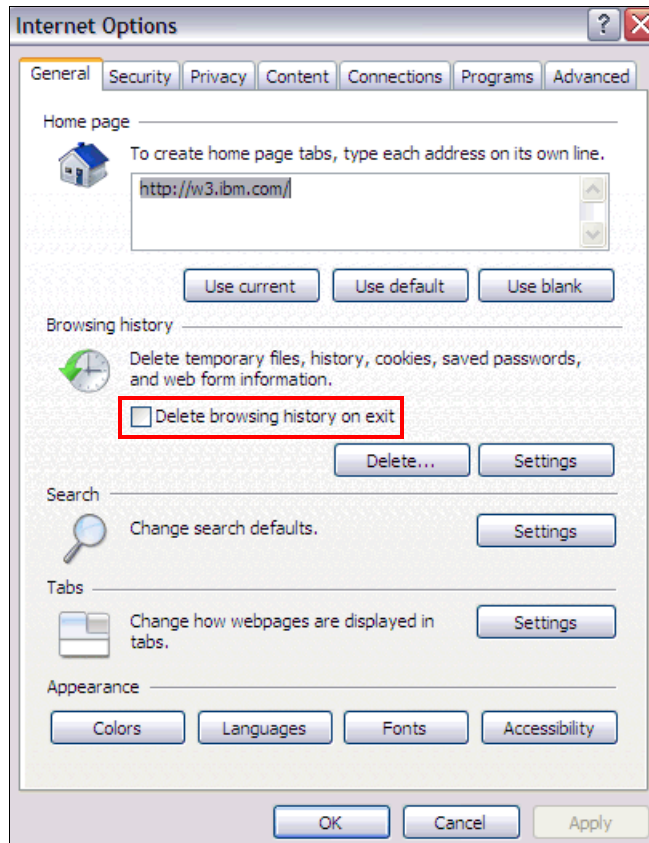 Internet Options
?
General Security Privacy Content Connections Programs Advanced
Home page
To create home page tabs, type each address on its own line.
http://w3.ibm.com/
Use current Use default Use blank
Browsing history
Delete temporary files, history, cookies, saved passwords,
and web form information.
Delete browsing history on exit
Delete... Settings
Search
Change search defaults. Settings
Tabs
Change how webpages are displayed in
tabs.
Settings
Appearance
Colors Languages Fonts Accessibility
OK Cancel Apply